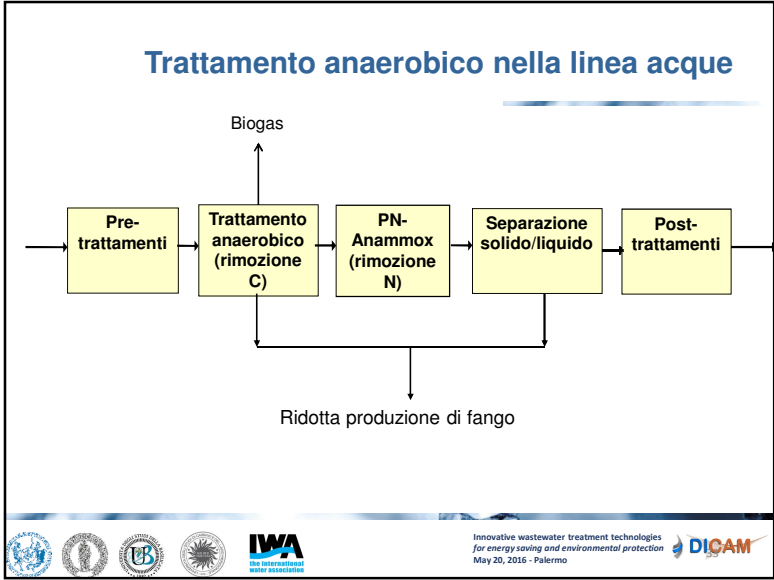 Trattamento anaerobico nella linea acque
Biogas
Pre-
trattamenti
Trattamento
anaerobico
(rimozione
C)
PN-
Anammox
(rimozione
N)
Separazione
solido/liquido
Post-
trattamenti
Ridotta produzione di fango
IWA
the international
water association
Innovative wastewater treatment technologies
for energy saving and environmental protection
May 20, 2016 - Palermo
DICAM